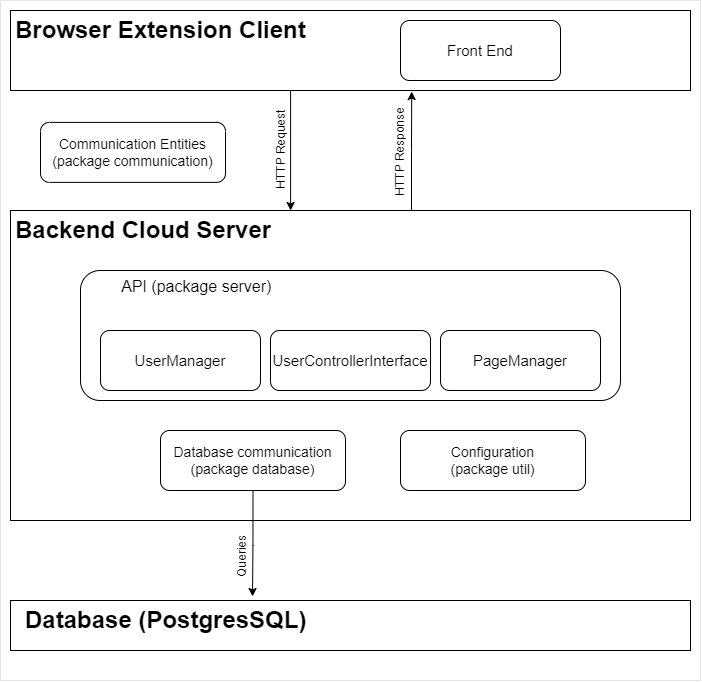 Browser Extension Client
Front End
Communication Entities
(package communication)
HTTP Request
HTTP Response
Backend Cloud Server
API (package server)
UserManager
UserControllerInterface
PageManager
Database communication
(package database)
Configuration
(package util)
Queries
Database (PostgresSQL)